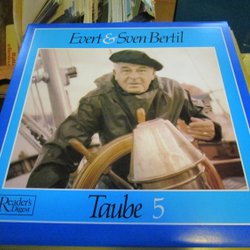 Evert & Sven Bertil
Reader's
Digest
Taube 5